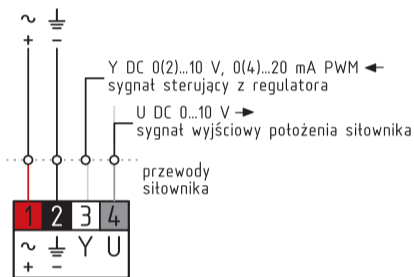 ~ ⏚
+ −
Y DC 0(2)...10 V, 0(4)...20 mA PWM ←
sygnał sterujący z regulatora
U DC 0...10 V →
sygnał wyjściowy położenia siłownika
przewody
siłownika
1 2 3 4
~ ⏚ Y U
+ −